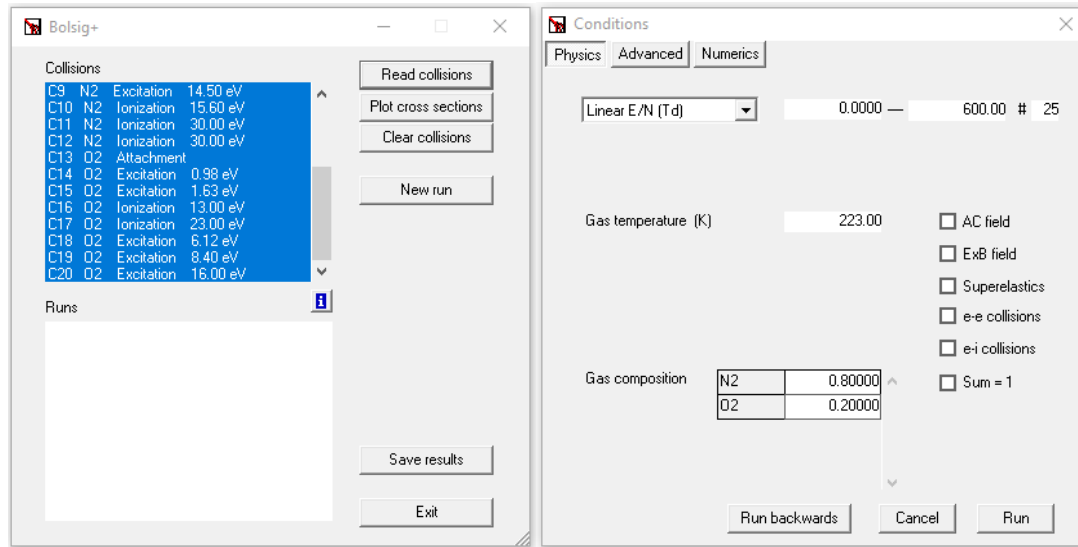 Bolsig+
Collisions
C9 N2 Excitation 14.50 eV
C10 N2 Ionization 15.60 eV
C11 N2 Ionization 30.00 eV
C12 N2 Ionization 30.00 eV
C13 O2 Attachment
C14 O2 Excitation 0.98 eV
C15 O2 Excitation 1.63 eV
C16 O2 Ionization 13.00 eV
C17 O2 Ionization 23.00 eV
C18 O2 Excitation 6.12 eV
C19 O2 Excitation 8.40 eV
C20 O2 Excitation 16.00 eV
Read collisions
Plot cross sections
Clear collisions
New run
Runs
i
Save results
Exit
Conditions
Physics Advanced Numerics
Linear E/N (Td) 0.0000 — 600.00 # 25
Gas temperature (K) 223.00
AC field
ExB field
Superelastics
e-e collisions
e-i collisions
Sum = 1
Gas composition
N2 0.80000
O2 0.20000
Run backwards Cancel Run